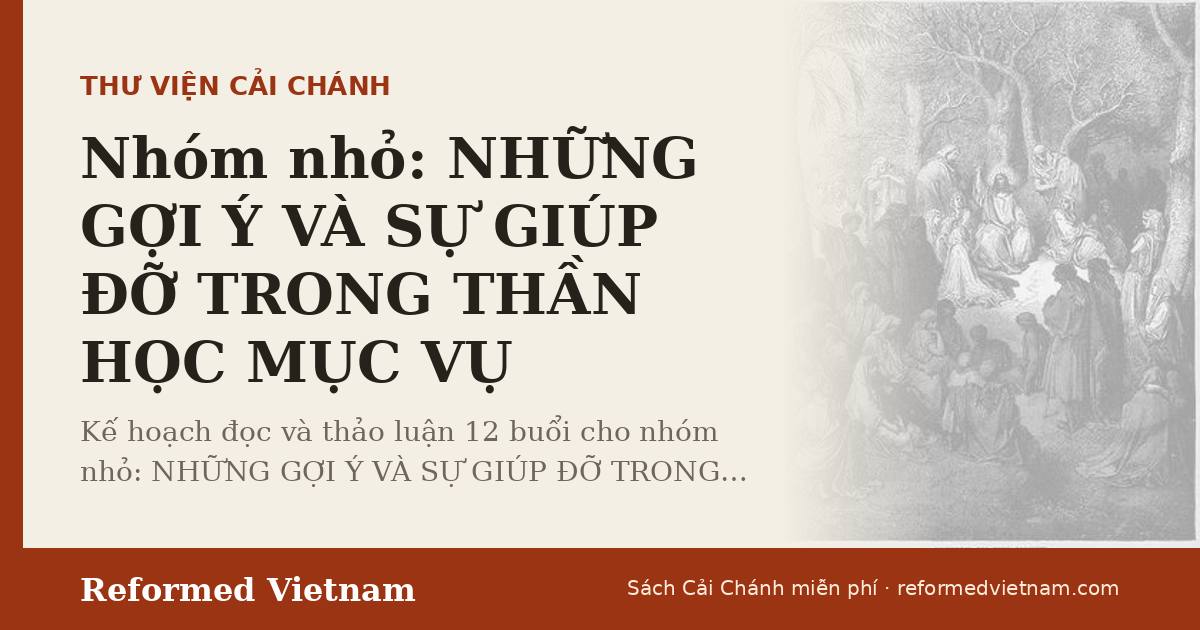 THƯ VIỆN CẢI CHÁNH
Nhóm nhỏ: NHỮNG
GỢI Ý VÀ SỰ GIÚP
ĐỠ TRONG THẦN
HỌC MỤC VỤ
Kế hoạch đọc và thảo luận 12 buổi cho nhóm
nhỏ: NHỮNG GỢI Ý VÀ SỰ GIÚP ĐỠ TRONG...
Reformed Vietnam
Sách Cải Chánh miễn phí · reformedvietnam.com